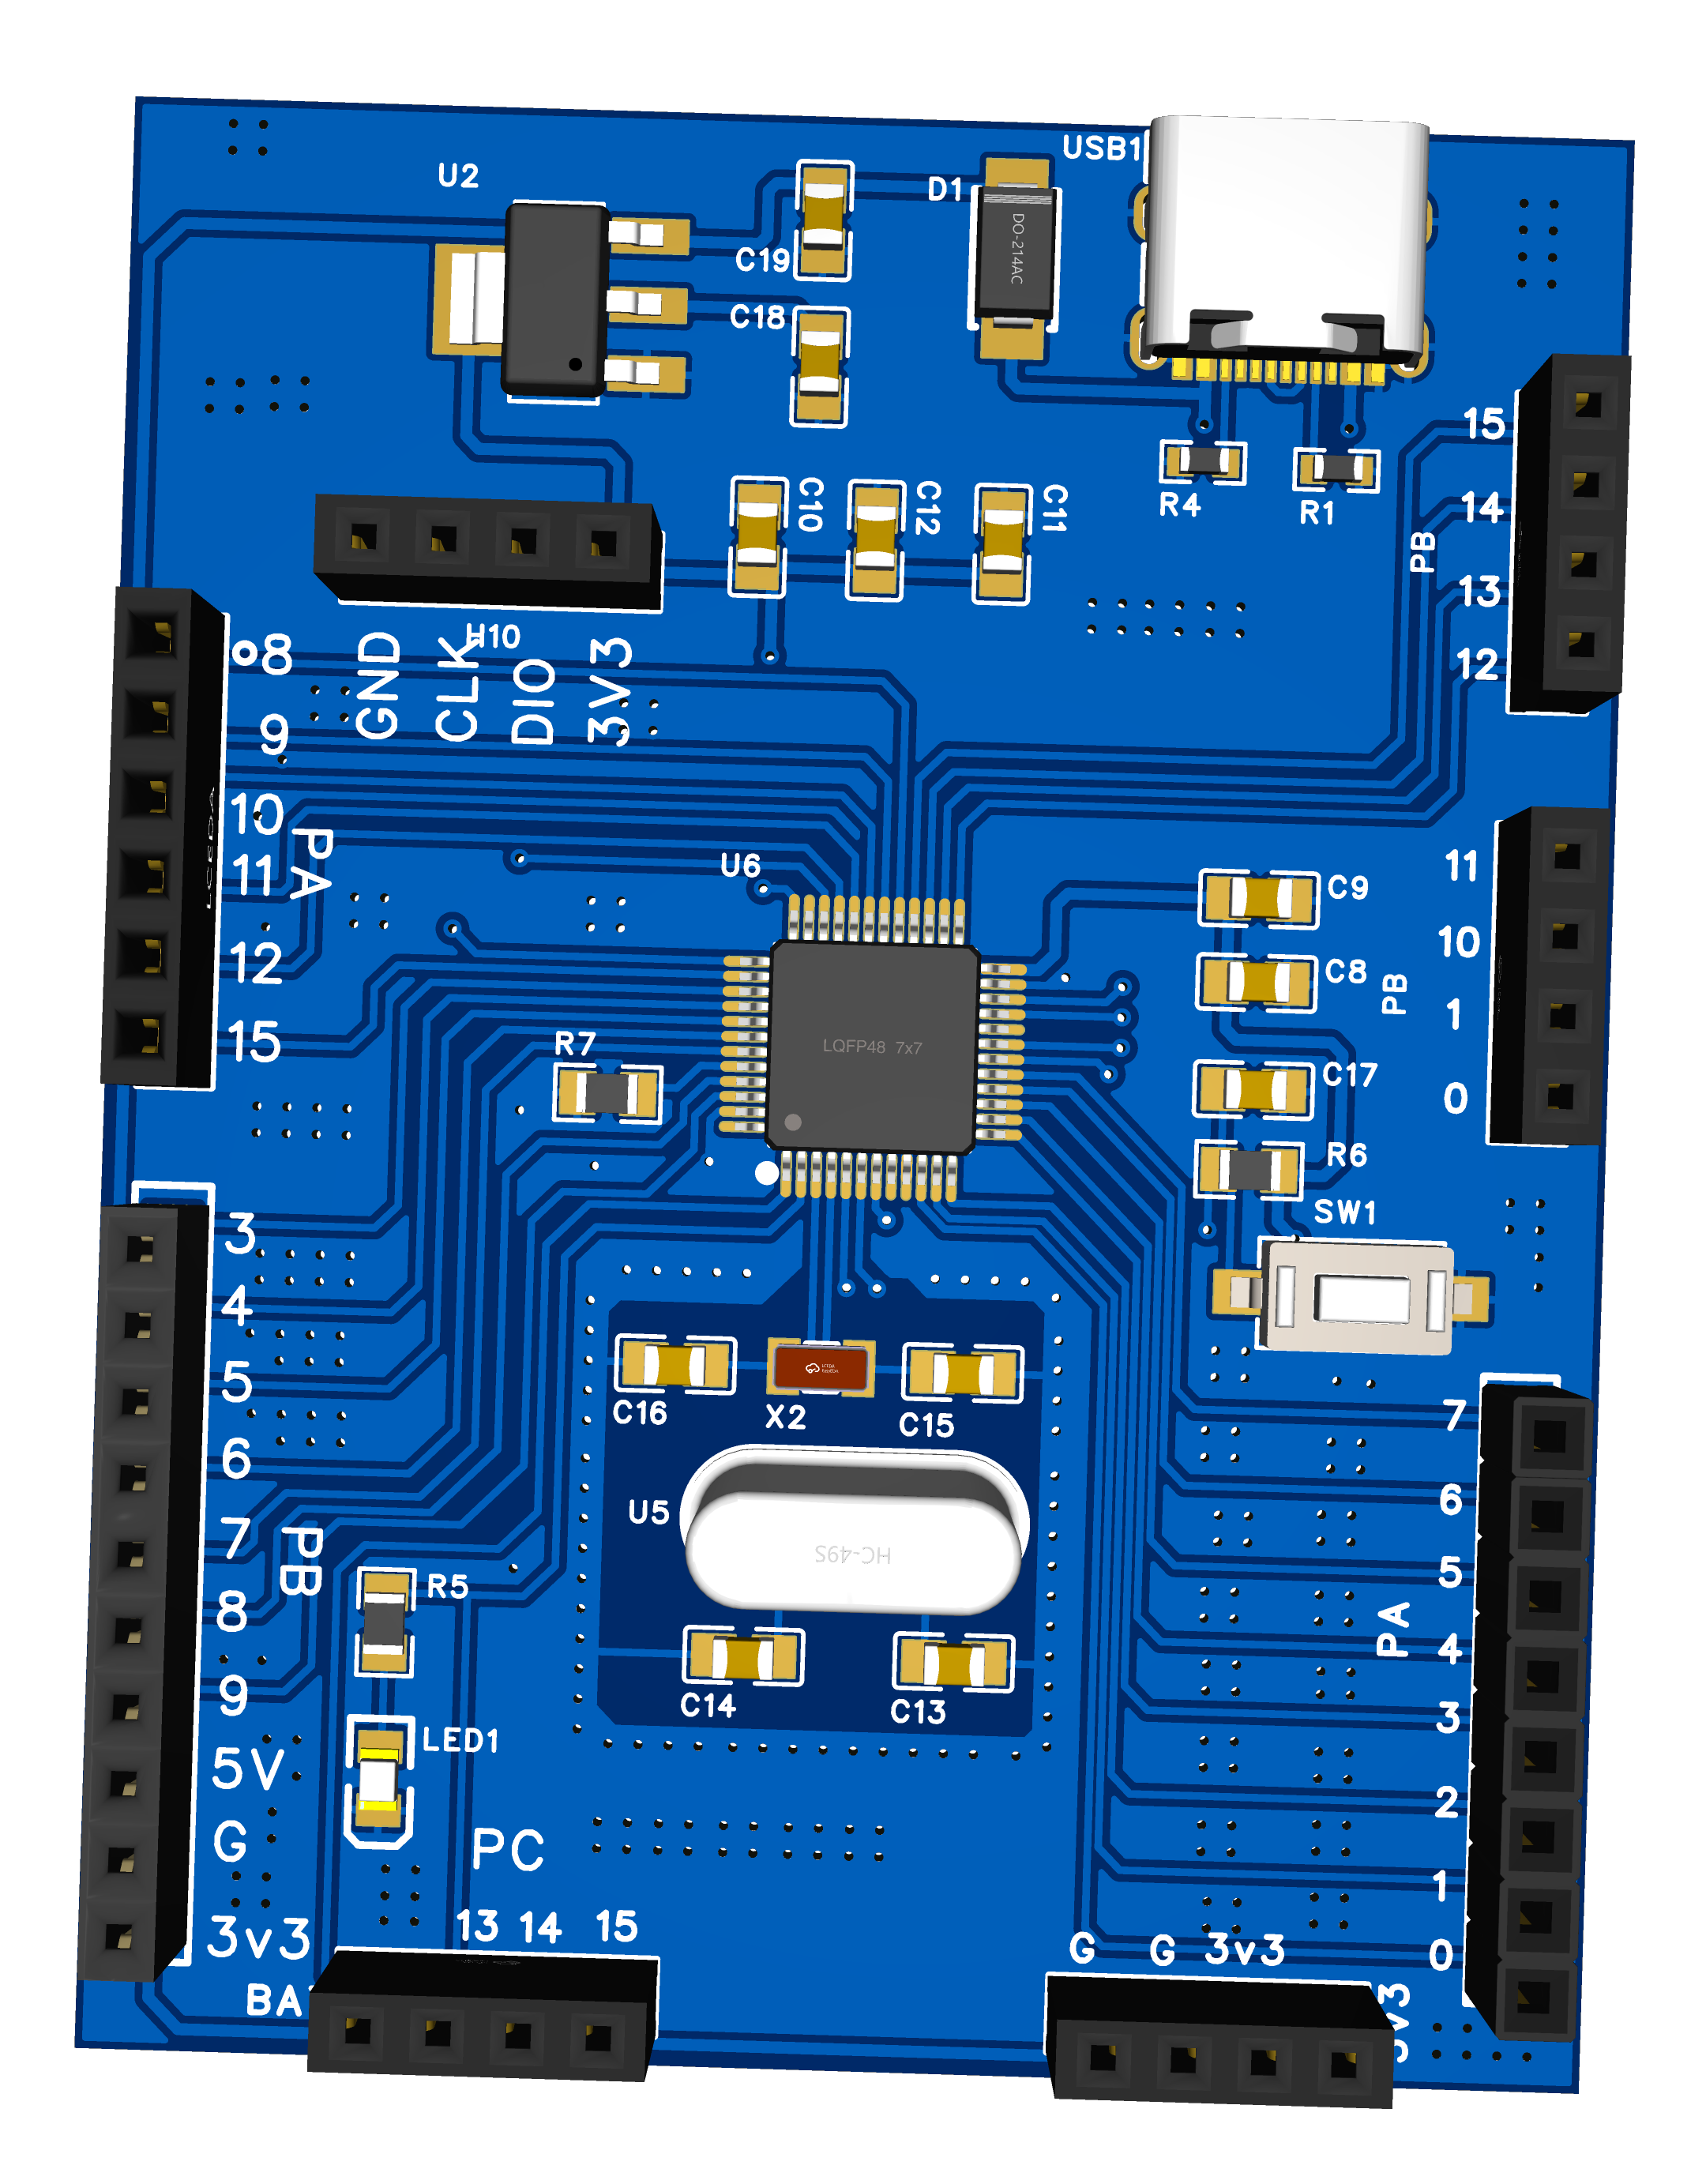 USB1
U2
D1
DO-214AC
C19
C18
15
R4
R1
14
C10
C12
C11
PB
13
H10
8
GND
CLK
DIO
3V3
12
9
10
PA
11
U6
11
C9
12
10
C8
PB
15
R7
LQFP48 7x7
1
C17
0
R6
SW1
3
4
5
C16
X2
C15
7
6
U5
6
7
PB
HC-49S
5
R5
8
PA
4
9
C14
C13
3
LED1
5V
2
G
PC
1
3v3
13
14
15
G
G
3v3
0
BA
3v3